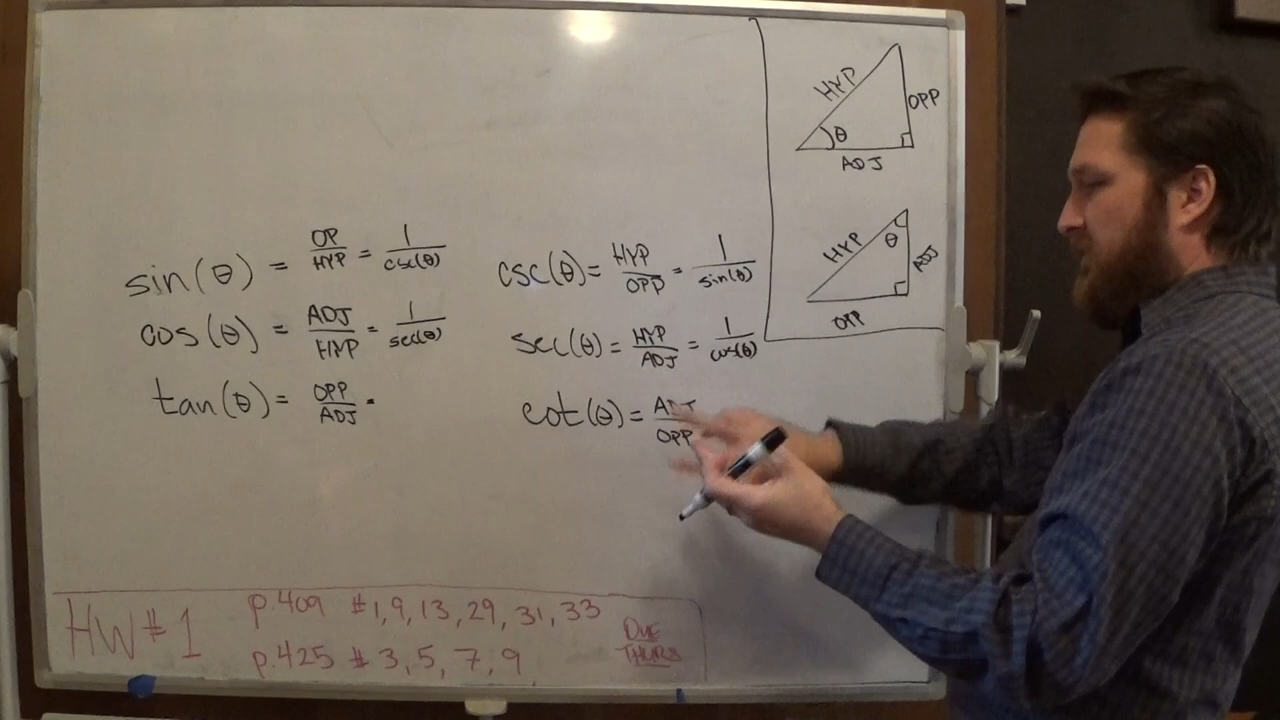 sin(θ) = OP/HYP = 1/csc(θ)
csc(θ) = HYP/OPP = 1/sin(θ)
cos(θ) = ADJ/HYP = 1/sec(θ)
sec(θ) = HYP/ADJ = 1/cos(θ)
tan(θ) = OPP/ADJ =
cot(θ) = ADJ/OPP
HYP
OPP
θ
ADJ
HYP
θ
ADJ
OPP
HW #1
p.409 #1, 9, 13, 29, 31, 33
p.425 # 3, 5, 7, 9
DUE
THURS